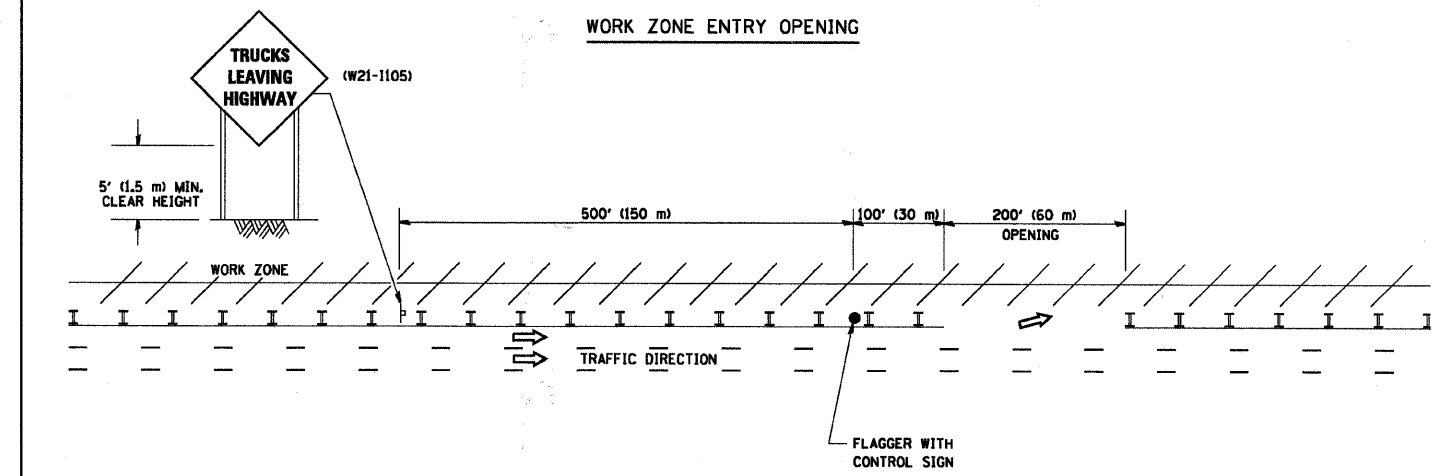 WORK ZONE ENTRY OPENING
TRUCKS
LEAVING
HIGHWAY
(W21-I105)
5' (1.5 m) MIN.
CLEAR HEIGHT
500' (150 m)
100' (30 m)
200' (60 m)
OPENING
WORK ZONE
TRAFFIC DIRECTION
FLAGGER WITH
CONTROL SIGN